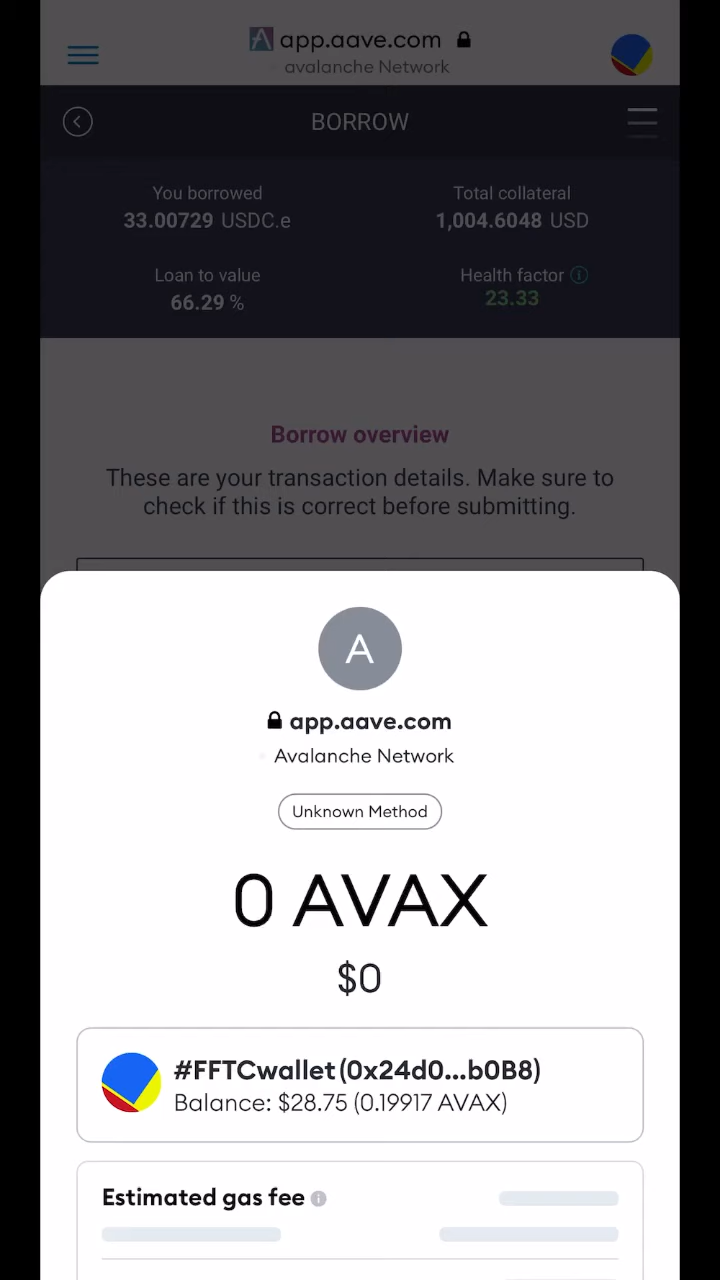 app.aave.com
avalanche Network
BORROW
You borrowed
33.00729 USDC.e
Total collateral
1,004.6048 USD
Loan to value
66.29 %
Health factor
23.33
Borrow overview
These are your transaction details. Make sure to
check if this is correct before submitting.
A
app.aave.com
Avalanche Network
Unknown Method
0 AVAX
$0
#FFTCwallet (0x24d0...b0B8)
Balance: $28.75 (0.19917 AVAX)
Estimated gas fee